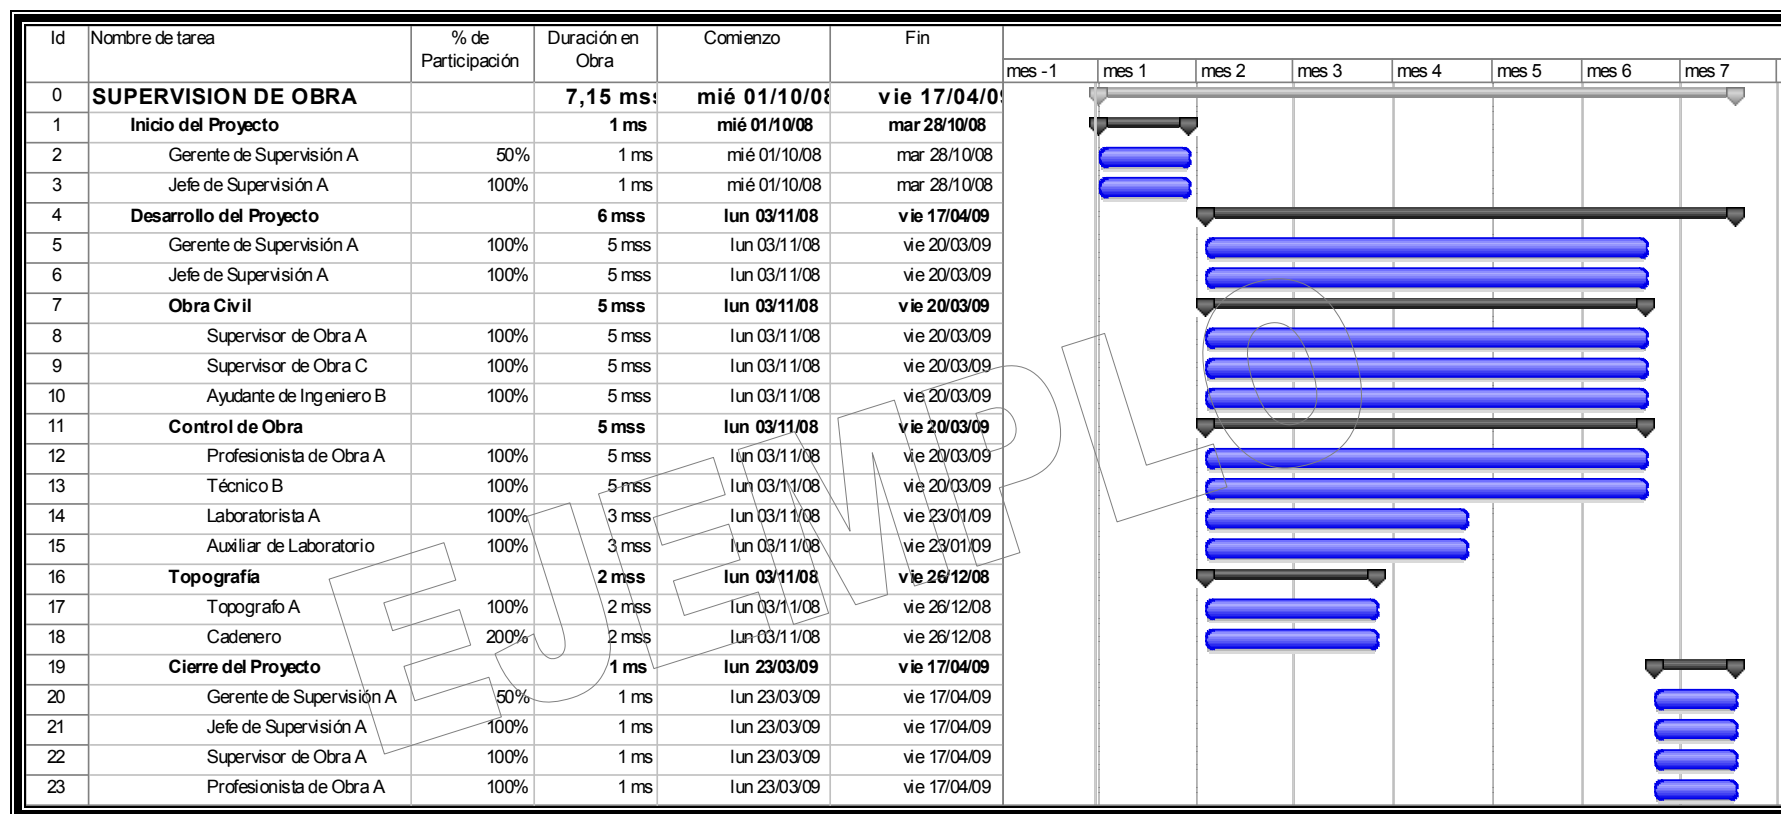 Id Nombre de tarea % de Participación Duración en Obra Comienzo Fin
mes -1 mes 1 mes 2 mes 3 mes 4 mes 5 mes 6 mes 7
0 SUPERVISION DE OBRA 7,15 mss mié 01/10/08 vie 17/04/09
1 Inicio del Proyecto 1 ms mié 01/10/08 mar 28/10/08
2 Gerente de Supervisión A 50% 1 ms mié 01/10/08 mar 28/10/08
3 Jefe de Supervisión A 100% 1 ms mié 01/10/08 mar 28/10/08
4 Desarrollo del Proyecto 6 mss lun 03/11/08 vie 17/04/09
5 Gerente de Supervisión A 100% 5 mss lun 03/11/08 vie 20/03/09
6 Jefe de Supervisión A 100% 5 mss lun 03/11/08 vie 20/03/09
7 Obra Civil 5 mss lun 03/11/08 vie 20/03/09
8 Supervisor de Obra A 100% 5 mss lun 03/11/08 vie 20/03/09
9 Supervisor de Obra C 100% 5 mss lun 03/11/08 vie 20/03/09
10 Ayudante de Ingeniero B 100% 5 mss lun 03/11/08 vie 20/03/09
11 Control de Obra 5 mss lun 03/11/08 vie 20/03/09
12 Profesionista de Obra A 100% 5 mss lun 03/11/08 vie 20/03/09
13 Técnico B 100% 5 mss lun 03/11/08 vie 20/03/09
14 Laboratorista A 100% 3 mss lun 03/11/08 vie 23/01/09
15 Auxiliar de Laboratorio 100% 3 mss lun 03/11/08 vie 23/01/09
16 Topografía 2 mss lun 03/11/08 vie 26/12/08
17 Topografo A 100% 2 mss lun 03/11/08 vie 26/12/08
18 Cadenero 200% 2 mss lun 03/11/08 vie 26/12/08
19 Cierre del Proyecto 1 ms lun 23/03/09 vie 17/04/09
20 Gerente de Supervisión A 50% 1 ms lun 23/03/09 vie 17/04/09
21 Jefe de Supervisión A 100% 1 ms lun 23/03/09 vie 17/04/09
22 Supervisor de Obra A 100% 1 ms lun 23/03/09 vie 17/04/09
23 Profesionista de Obra A 100% 1 ms lun 23/03/09 vie 17/04/09
EJEMPLO